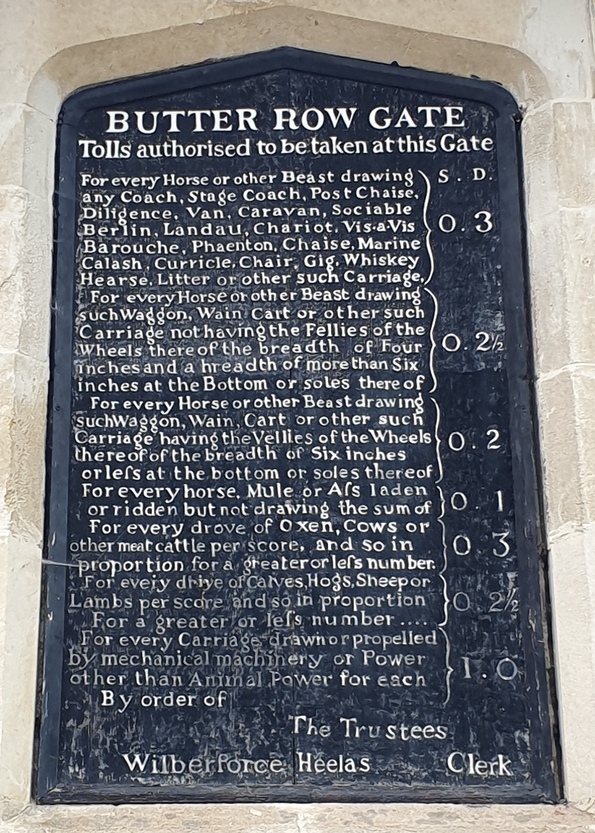 BUTTER ROW GATE
Tolls authorised to be taken at this Gate
For every Horse or other Beast drawing S. D.
any Coach, Stage Coach, Post Chaise,
Diligence, Van, Caravan, Sociable
Berlin, Landau, Chariot, Vis-a-Vis 0.3
Barouche, Phaenton, Chaise, Marine
Calash, Curricle, Chair, Gig, Whiskey
Hearse, Litter or other such Carriage,
For every Horse or other Beast drawing
such Waggon, Wain, Cart or other such
Carriage not having the Fellies of the
Wheels there of the breadth of Four 0.2½
inches and a hreadth of more than Six
inches at the Bottom or soles there of
For every Horse or other Beast drawing
such Waggon, Wain, Cart or other such
Carriage having the Vellies of the Wheels 0.2
there of of the breadth of Six inches
or leſs at the bottom or soles thereof
For every horse, Mule or Aſs laden
or ridden but not drawing the sum of 0.1
For every drove of Oxen, Cows or
other meat cattle per score, and so in 0 3
proportion for a greater or leſs number.
For every drive of Calves, Hogs, Sheep or
Lambs per score and so in proportion 0.2½
For a greater or leſs number ....
For every Carriage drawn or propelled
by mechanical machinery or Power
other than Animal Power for each 1.0
By order of
The Trustees
Wilberforce Heelas Clerk